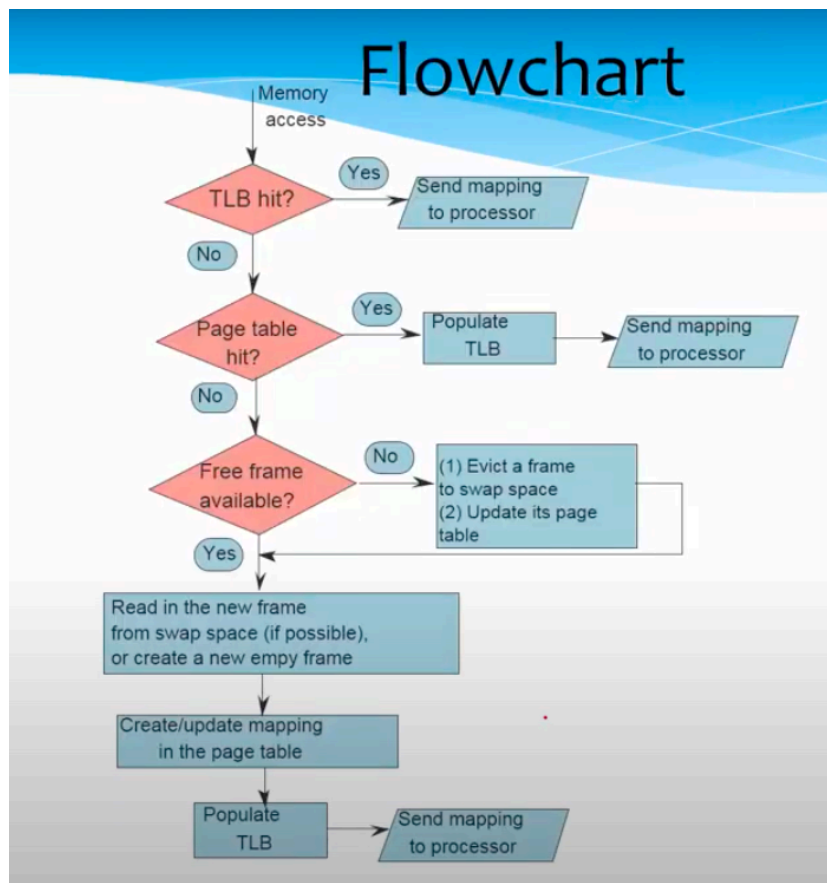 Flowchart
Memory
access
Yes
TLB hit?
Send mapping
to processor
No
Yes
Page table
hit?
Populate
TLB
Send mapping
to processor
No
Free frame
available?
No
(1) Evict a frame
to swap space
(2) Update its page
table
Yes
Read in the new frame
from swap space (if possible),
or create a new empy frame
Create/update mapping
in the page table
Populate
TLB
Send mapping
to processor